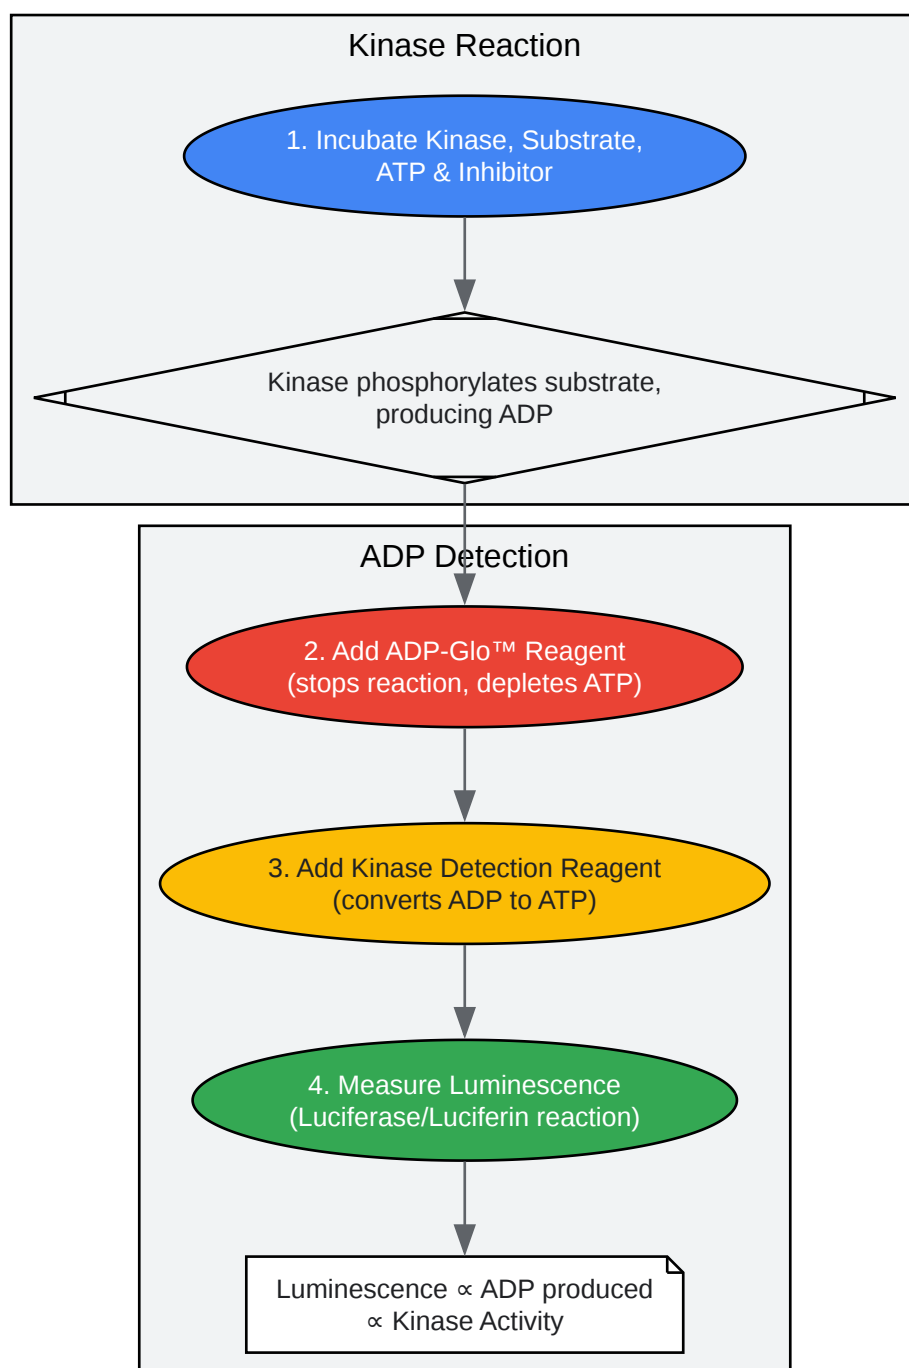 Kinase Reaction
1. Incubate Kinase, Substrate,
ATP & Inhibitor
Kinase phosphorylates substrate,
producing ADP
ADP Detection
2. Add ADP-Glo™ Reagent
(stops reaction, depletes ATP)
3. Add Kinase Detection Reagent
(converts ADP to ATP)
4. Measure Luminescence
(Luciferase/Luciferin reaction)
Luminescence ∝ ADP produced
∝ Kinase Activity